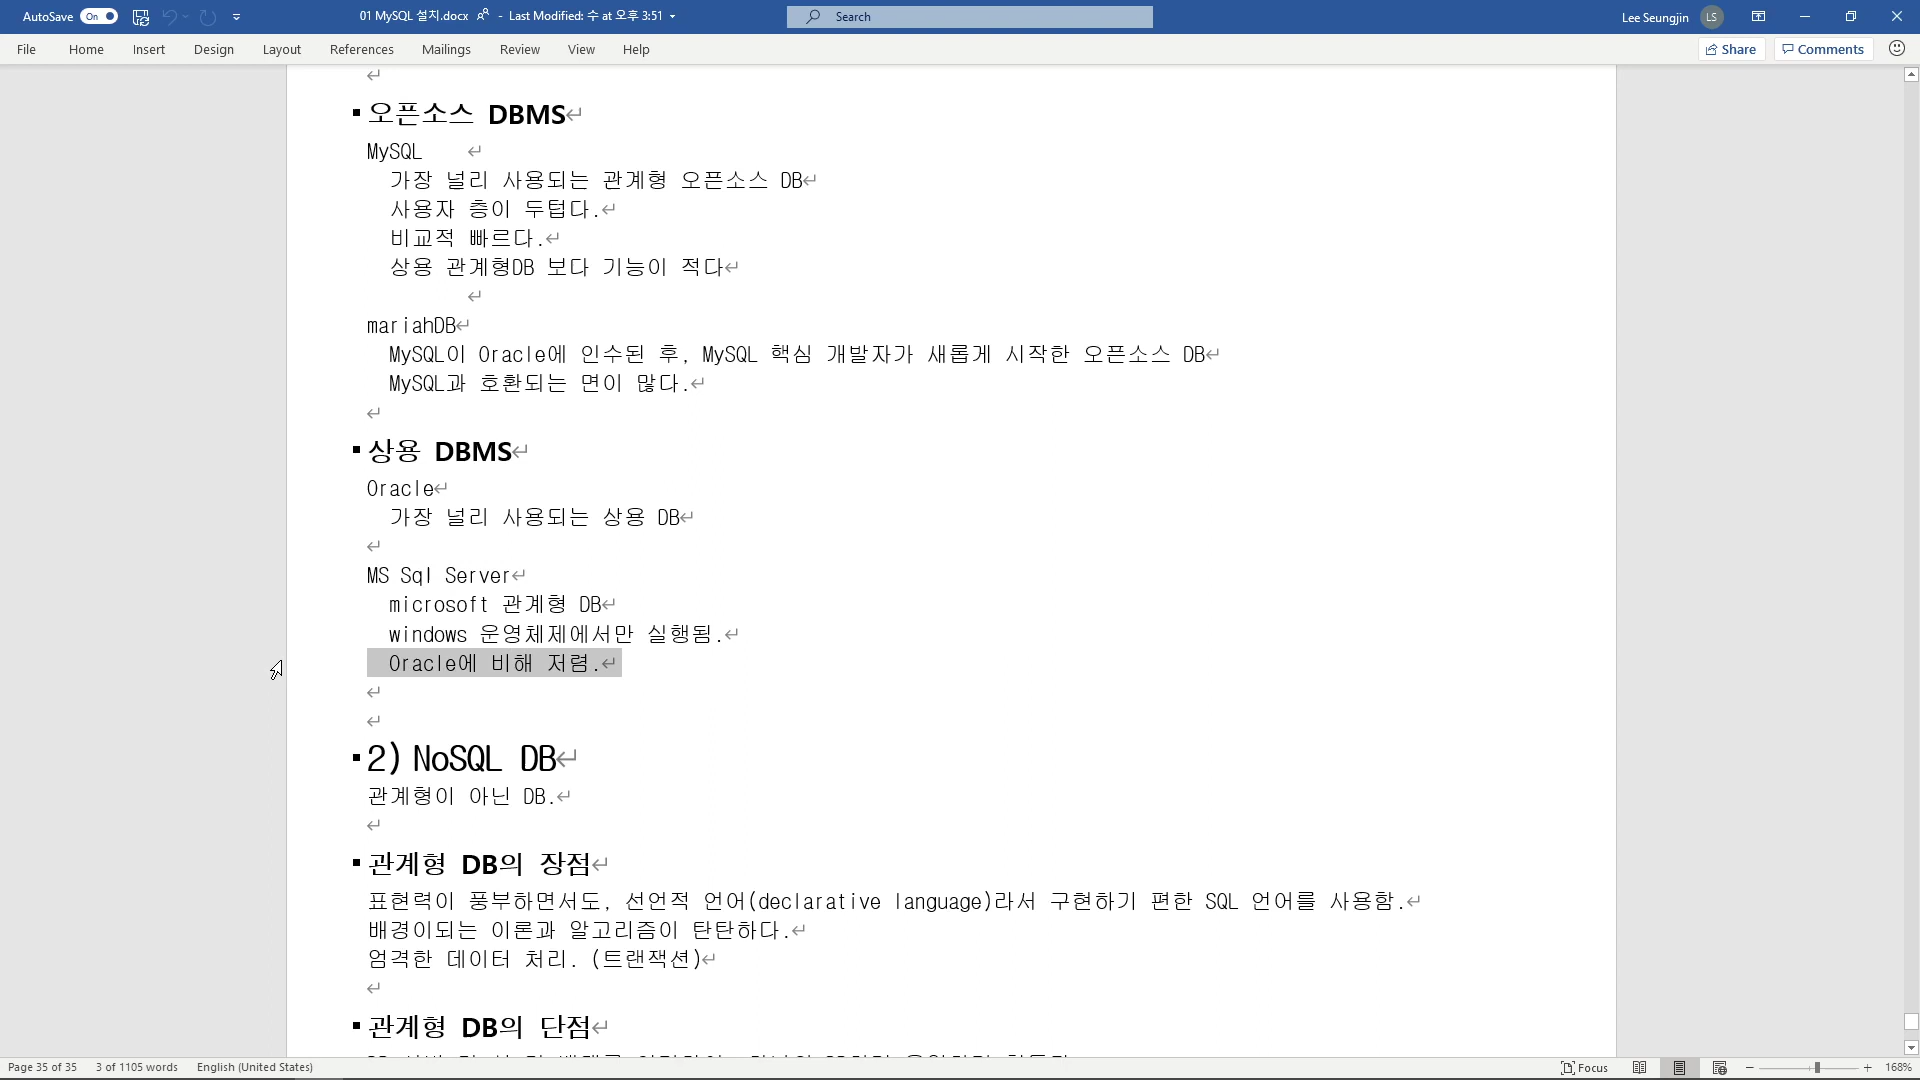 AutoSave On 01 MySQL 설치.docx - Last Modified: 수 at 오후 3:51 Search Lee Seungjin LS
File Home Insert Design Layout References Mailings Review View Help Share Comments
오픈소스 DBMS
MySQL
가장 널리 사용되는 관계형 오픈소스 DB
사용자 층이 두텁다.
비교적 빠르다.
상용 관계형DB 보다 기능이 적다
mariahDB
MySQL이 Oracle에 인수된 후, MySQL 핵심 개발자가 새롭게 시작한 오픈소스 DB
MySQL과 호환되는 면이 많다.
상용 DBMS
Oracle
가장 널리 사용되는 상용 DB
MS Sql Server
microsoft 관계형 DB
windows 운영체제에서만 실행됨.
Oracle에 비해 저렴.
2) NoSQL DB
관계형이 아닌 DB.
관계형 DB의 장점
표현력이 풍부하면서도, 선언적 언어(declarative language)라서 구현하기 편한 SQL 언어를 사용함.
배경이되는 이론과 알고리즘이 탄탄하다.
엄격한 데이터 처리. (트랜잭션)
관계형 DB의 단점
Page 35 of 35 3 of 1105 words English (United States) Focus 168%